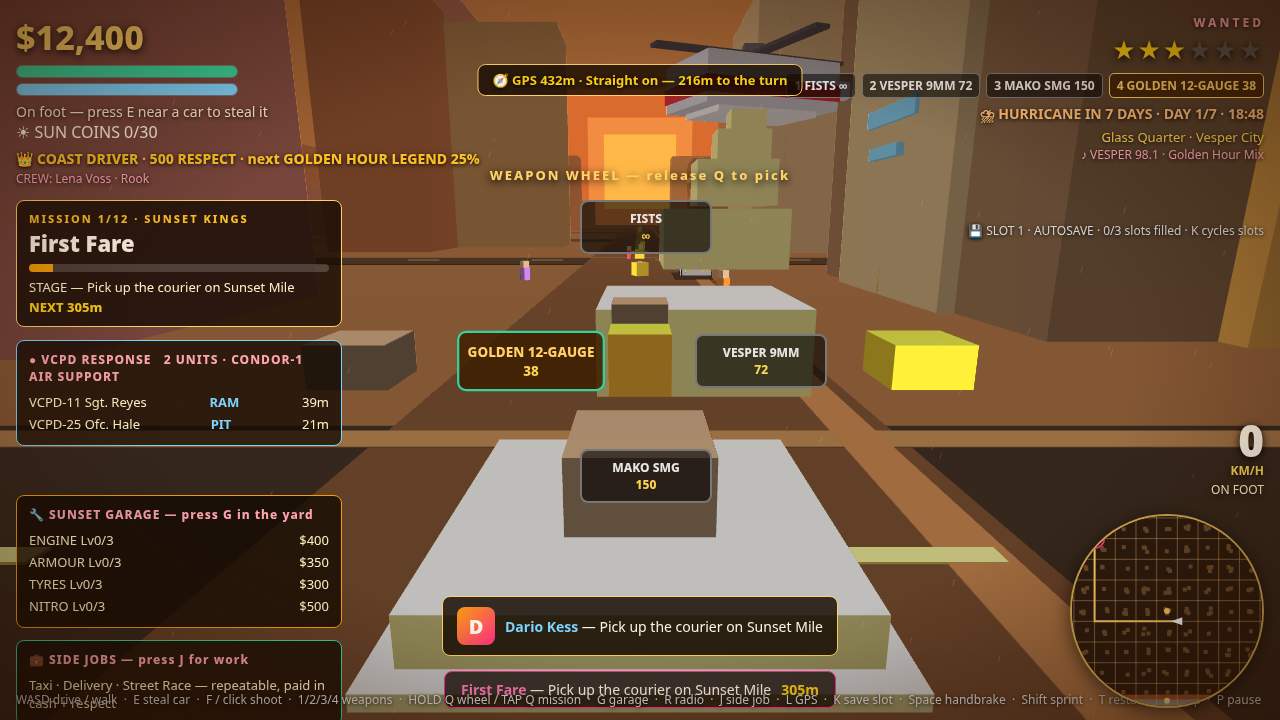 $12,400
On foot — press E near a car to steal it
☀ SUN COINS 0/30
👑 COAST DRIVER · 500 RESPECT · next GOLDEN HOUR LEGEND 25%
CREW: Lena Voss · Rook
MISSION 1/12 · SUNSET KINGS
First Fare
STAGE — Pick up the courier on Sunset Mile
NEXT 305m
● VCPD RESPONSE 2 UNITS · CONDOR-1
AIR SUPPORT
VCPD-11 Sgt. Reyes RAM 39m
VCPD-25 Ofc. Hale PIT 21m
🔧 SUNSET GARAGE — press G in the yard
ENGINE Lv0/3 $400
ARMOUR Lv0/3 $350
TYRES Lv0/3 $300
NITRO Lv0/3 $500
💼 SIDE JOBS — press J for work
Taxi · Delivery · Street Race — repeatable, paid in
cash + respect
🧭 GPS 432m · Straight on — 216m to the turn
WEAPON WHEEL — release Q to pick
FISTS
∞
GOLDEN 12-GAUGE
38
VESPER 9MM
72
MAKO SMG
150
WANTED
★★★★★★
FISTS ∞
2 VESPER 9MM 72
3 MAKO SMG 150
4 GOLDEN 12-GAUGE 38
⛈ HURRICANE IN 7 DAYS · DAY 1/7 · 18:48
Glass Quarter · Vesper City
♪ VESPER 98.1 · Golden Hour Mix
💾 SLOT 1 · AUTOSAVE · 0/3 slots filled · K cycles slots
0
KM/H
ON FOOT
D
Dario Kess — Pick up the courier on Sunset Mile
First Fare — Pick up the courier on Sunset Mile 305m
WASD drive / walk · E steal car · F / click shoot · 1/2/3/4 weapons · HOLD Q wheel / TAP Q mission · G garage · R radio · J side job · L GPS · K save slot · Space handbrake · Shift sprint · T P pause